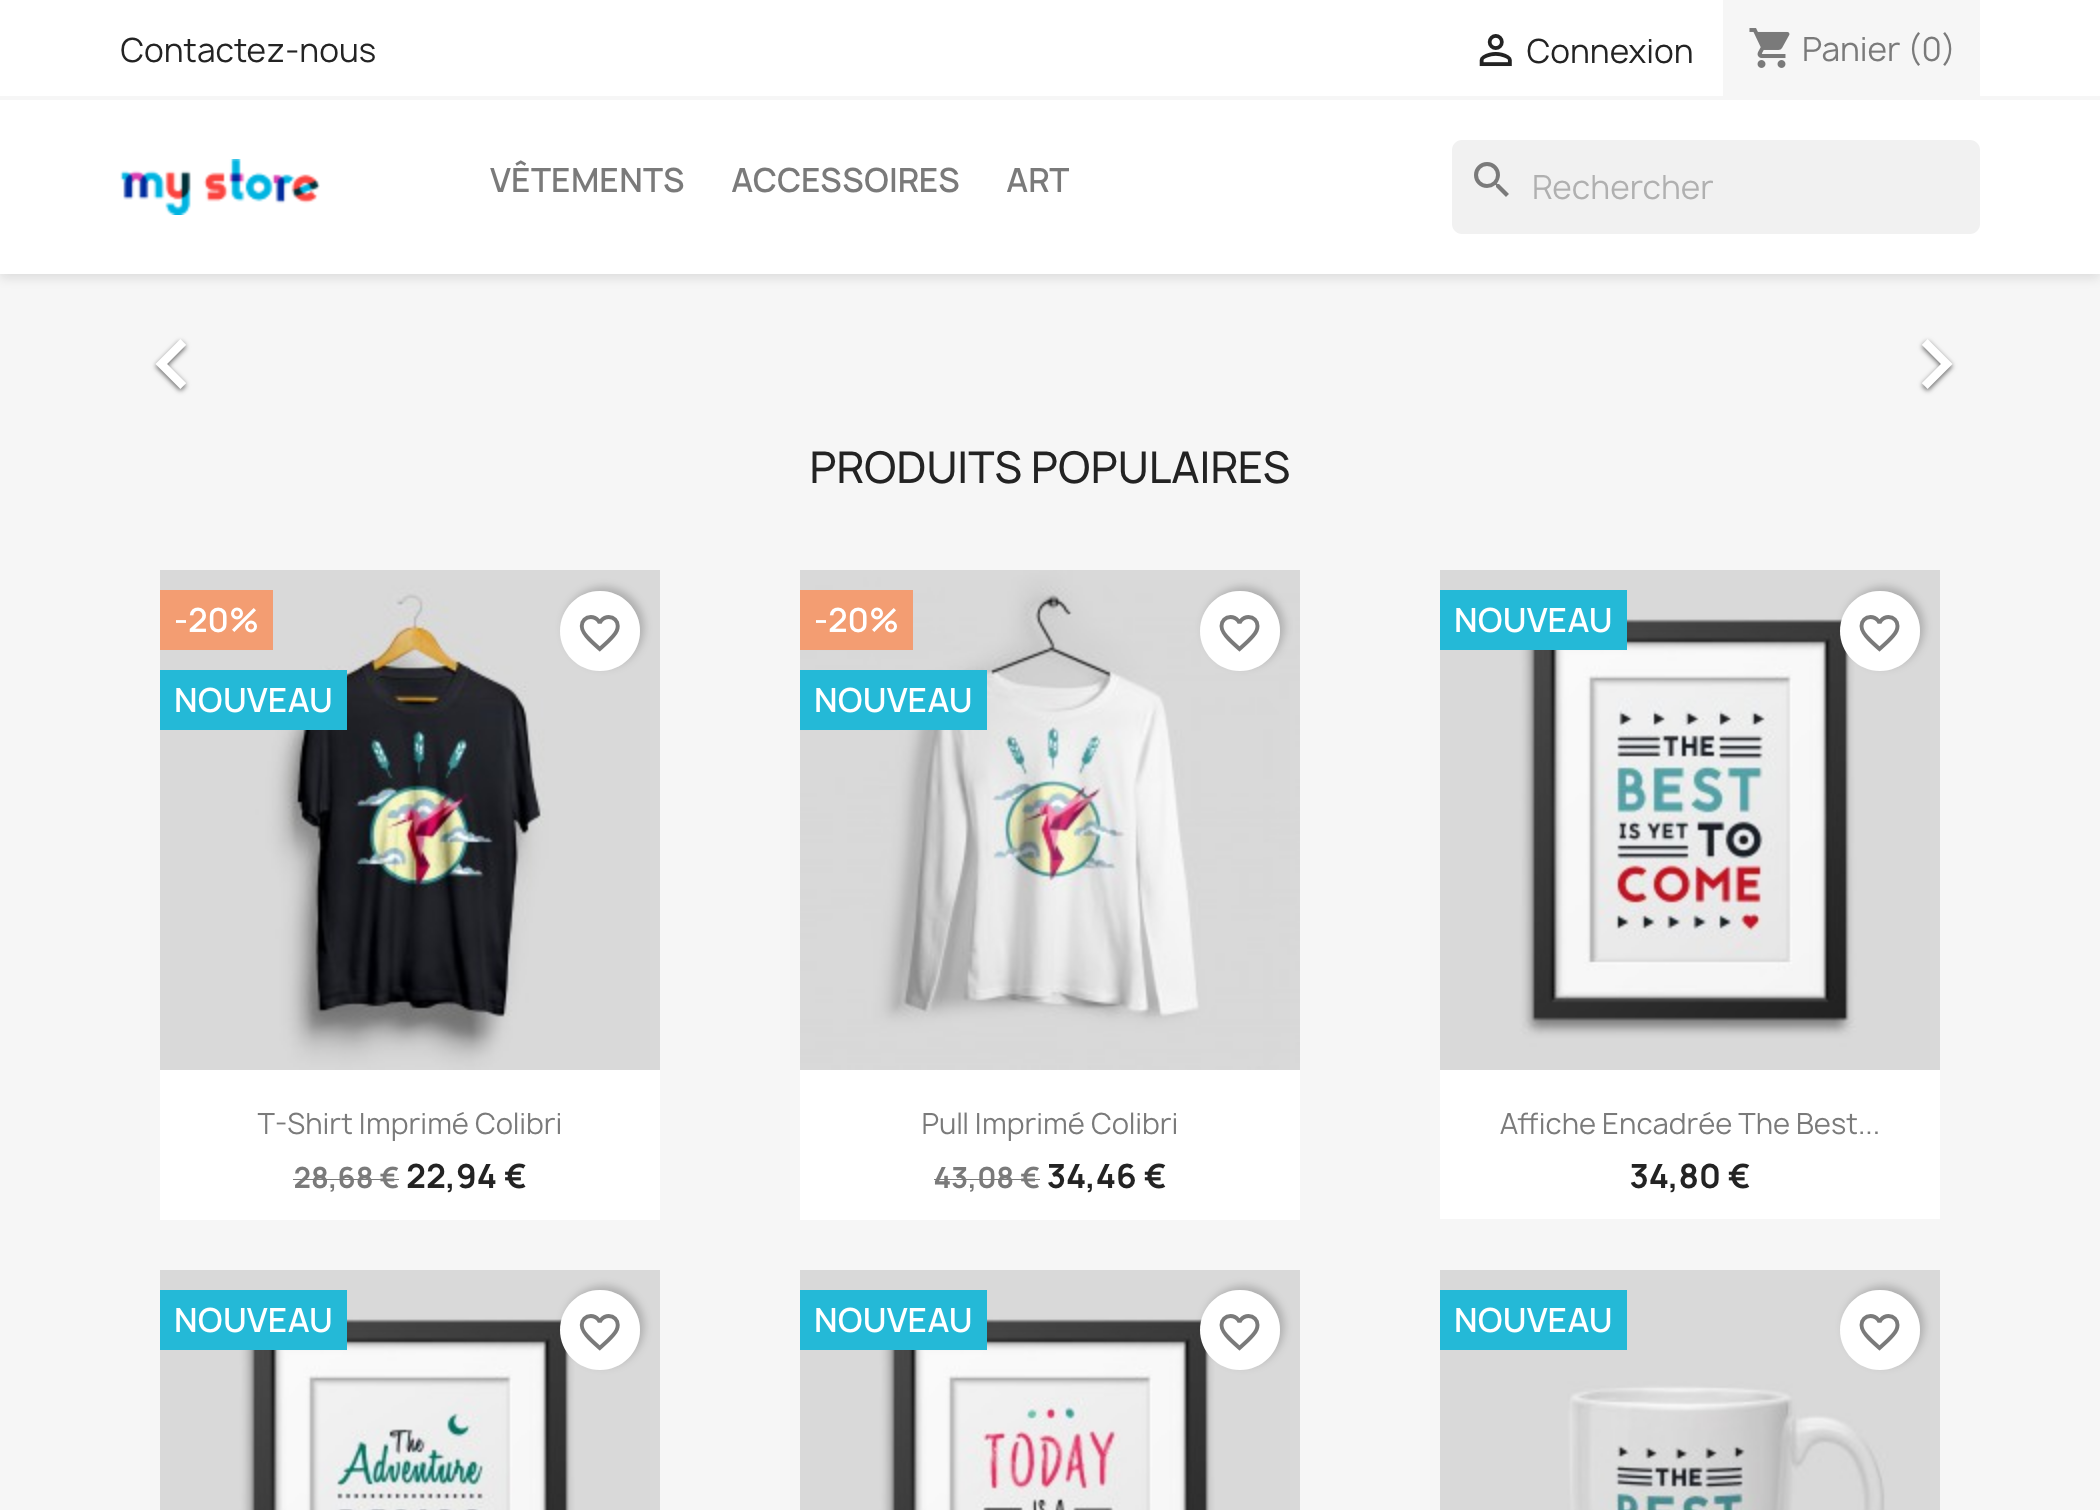 Contactez-nous
Connexion
Panier (0)
my store
VÊTEMENTS ACCESSOIRES ART
Rechercher
PRODUITS POPULAIRES
-20%
NOUVEAU
T-Shirt Imprimé Colibri
28,68 € 22,94 €
-20%
NOUVEAU
Pull Imprimé Colibri
43,08 € 34,46 €
NOUVEAU
THE
BEST
IS YET TO
COME
Affiche Encadrée The Best...
34,80 €
NOUVEAU
The
Adventure
NOUVEAU
TODAY
IS A
NOUVEAU
THE
BEST